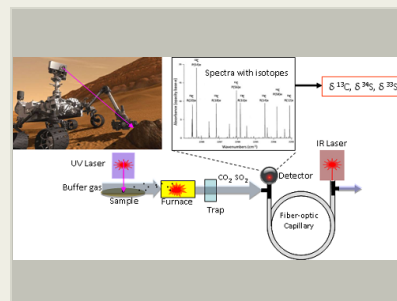 Spectra with isotopes
δ ¹³C, δ ³⁴S, δ ³³S
IR Laser
UV Laser
Detector
CO₂ SO₂
Buffer gas
Sample
Furnace
Trap
Fiber-optic
Capillary